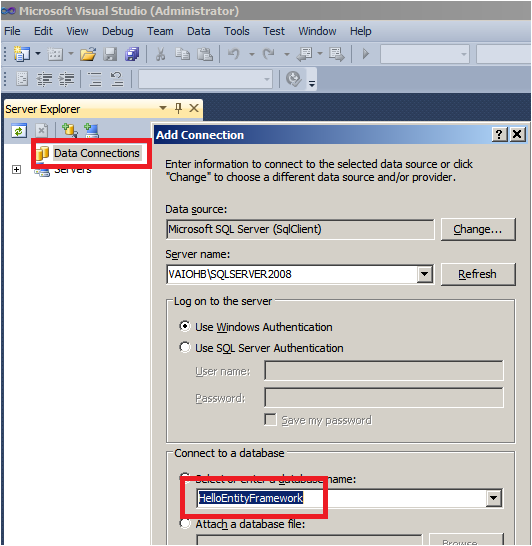 Microsoft Visual Studio (Administrator)
File Edit View Debug Team Data Tools Test Window Help
Server Explorer
Data Connections
Servers
Add Connection
Enter information to connect to the selected data source or click
"Change" to choose a different data source and/or provider.
Data source:
Microsoft SQL Server (SqlClient)
Change...
Server name:
VAIOHB\SQLSERVER2008
Refresh
Log on to the server
Use Windows Authentication
Use SQL Server Authentication
User name:
Password:
Save my password
Connect to a database
Select or enter a database name:
HelloEntityFramework
Attach a database file:
Browse...